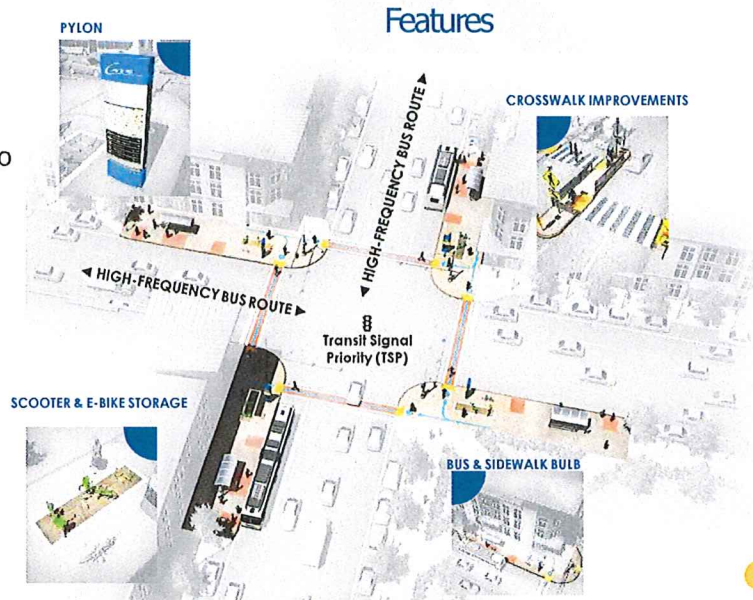 Features
PYLON
CROSSWALK IMPROVEMENTS
HIGH-FREQUENCY BUS ROUTE
HIGH-FREQUENCY BUS ROUTE
Transit Signal
Priority (TSP)
SCOOTER & E-BIKE STORAGE
BUS & SIDEWALK BULB